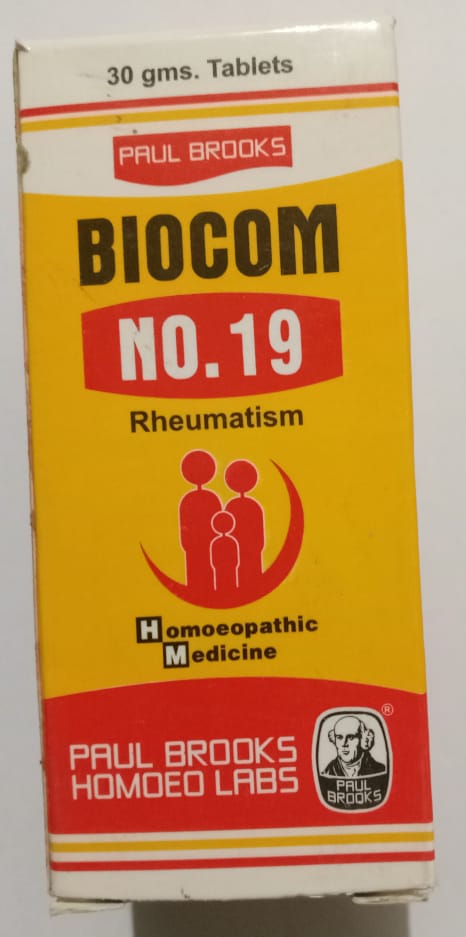 30 gms. Tablets
PAUL BROOKS
BIOCOM
NO. 19
Rheumatism
Homoeopathic
Medicine
PAUL BROOKS
HOMOEO LABS
®
PAUL
BROOKS